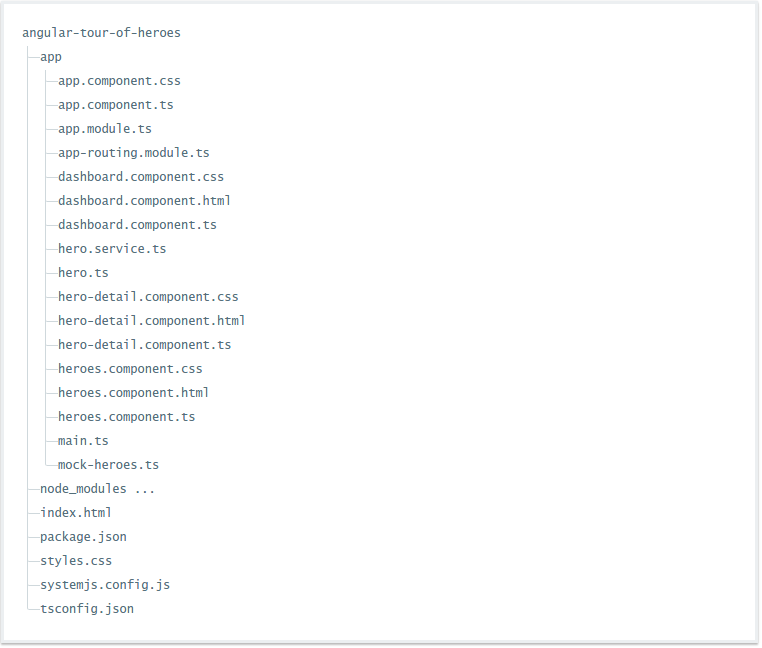 angular-tour-of-heroes
app
app.component.css
app.component.ts
app.module.ts
app-routing.module.ts
dashboard.component.css
dashboard.component.html
dashboard.component.ts
hero.service.ts
hero.ts
hero-detail.component.css
hero-detail.component.html
hero-detail.component.ts
heroes.component.css
heroes.component.html
heroes.component.ts
main.ts
mock-heroes.ts
node_modules ...
index.html
package.json
styles.css
systemjs.config.js
tsconfig.json